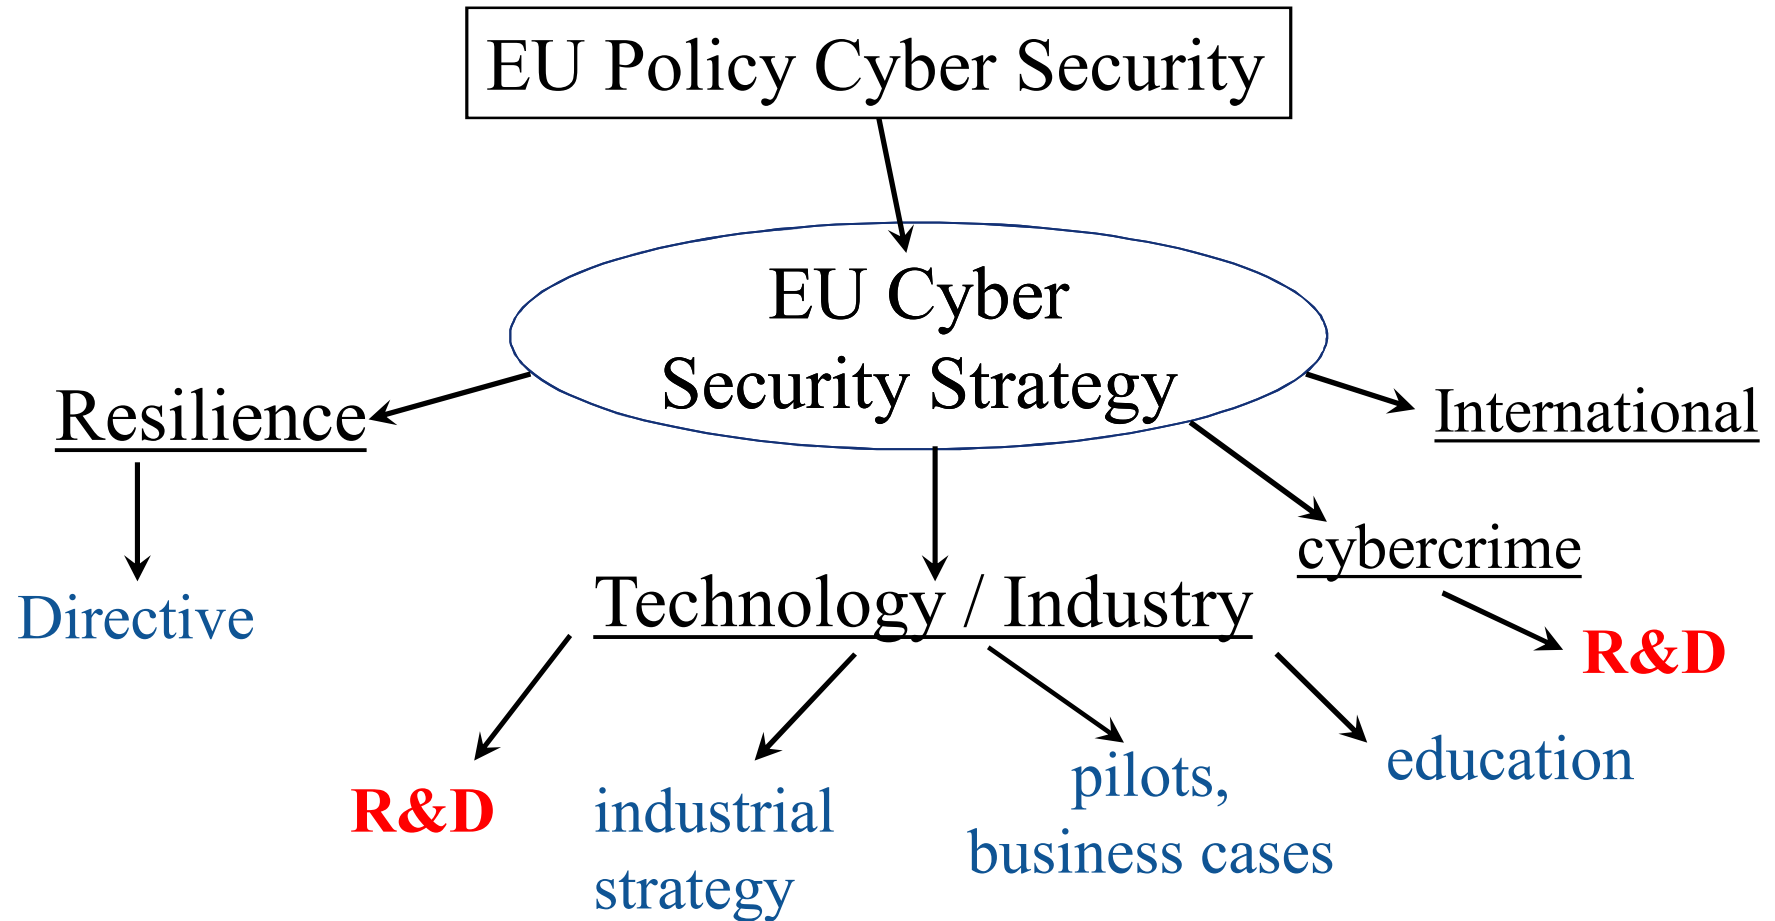 EU Policy Cyber Security
EU Cyber
Security Strategy
Resilience
International
cybercrime
Directive
Technology / Industry
R&D
R&D
industrial
strategy
pilots,
business cases
education